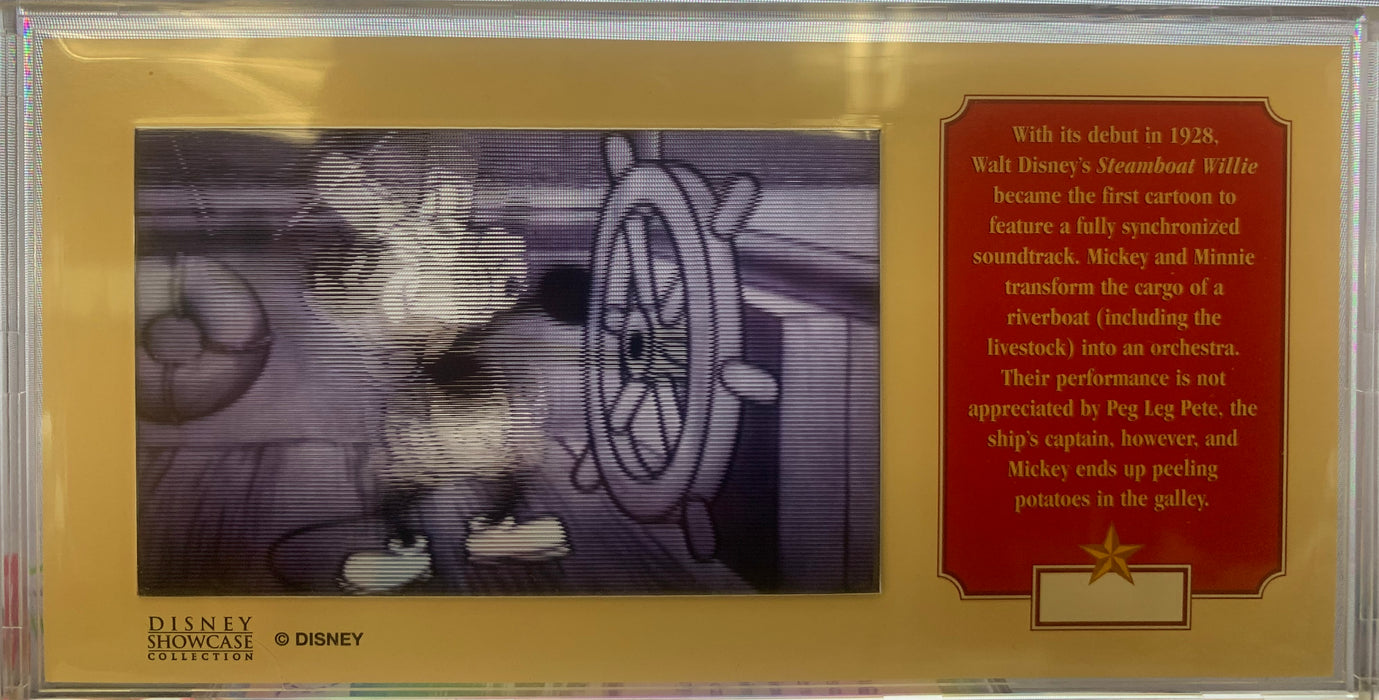 With its debut in 1928,
Walt Disney's Steamboat Willie
became the first cartoon to
feature a fully synchronized
soundtrack. Mickey and Minnie
transform the cargo of a
riverboat (including the
livestock) into an orchestra.
Their performance is not
appreciated by Peg Leg Pete, the
ship's captain, however, and
Mickey ends up peeling
potatoes in the galley.
DISNEY
SHOWCASE
COLLECTION
© DISNEY